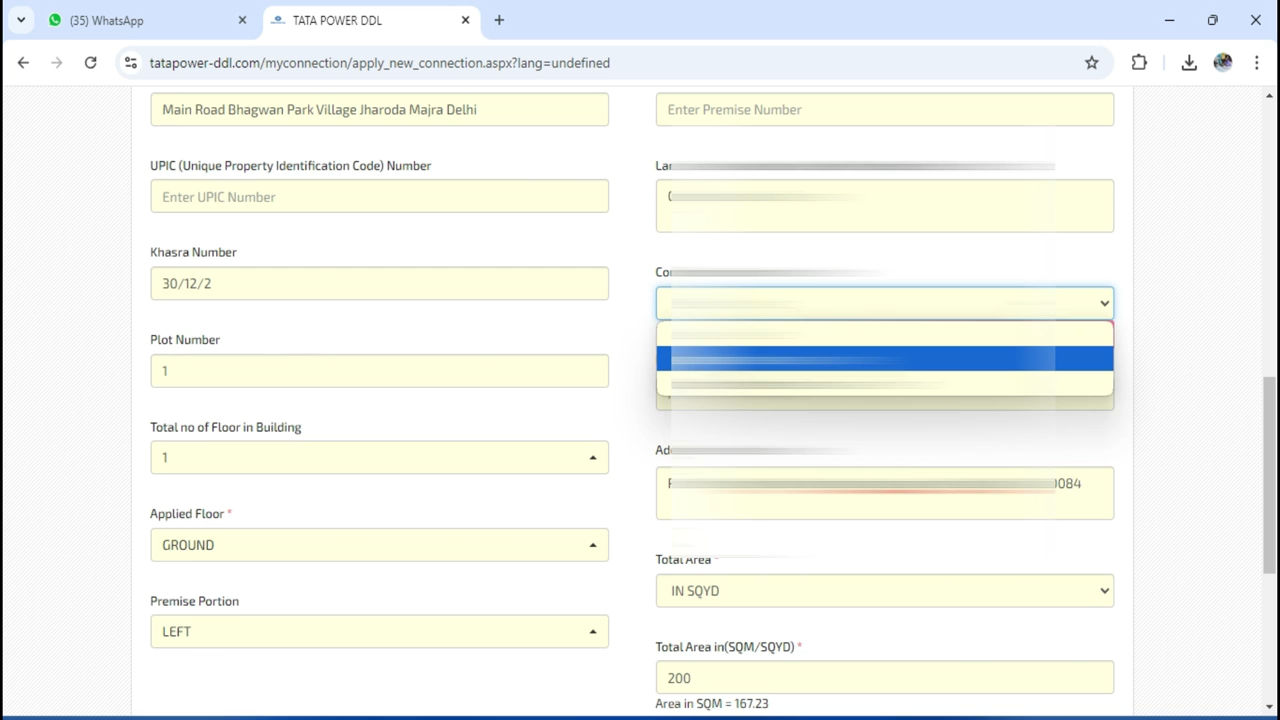 (35) WhatsApp
TATA POWER DDL
tatapower-ddl.com/myconnection/apply_new_connection.aspx?lang=undefined
Main Road Bhagwan Park Village Jharoda Majra Delhi
Enter Premise Number
UPIC (Unique Property Identification Code) Number
Enter UPIC Number
Khasra Number
30/12/2
Plot Number
1
Total no of Floor in Building
1
0084
Applied Floor *
GROUND
Total Area *
IN SQYD
Premise Portion
LEFT
Total Area in(SQM/SQYD) *
200
Area in SQM = 167.23